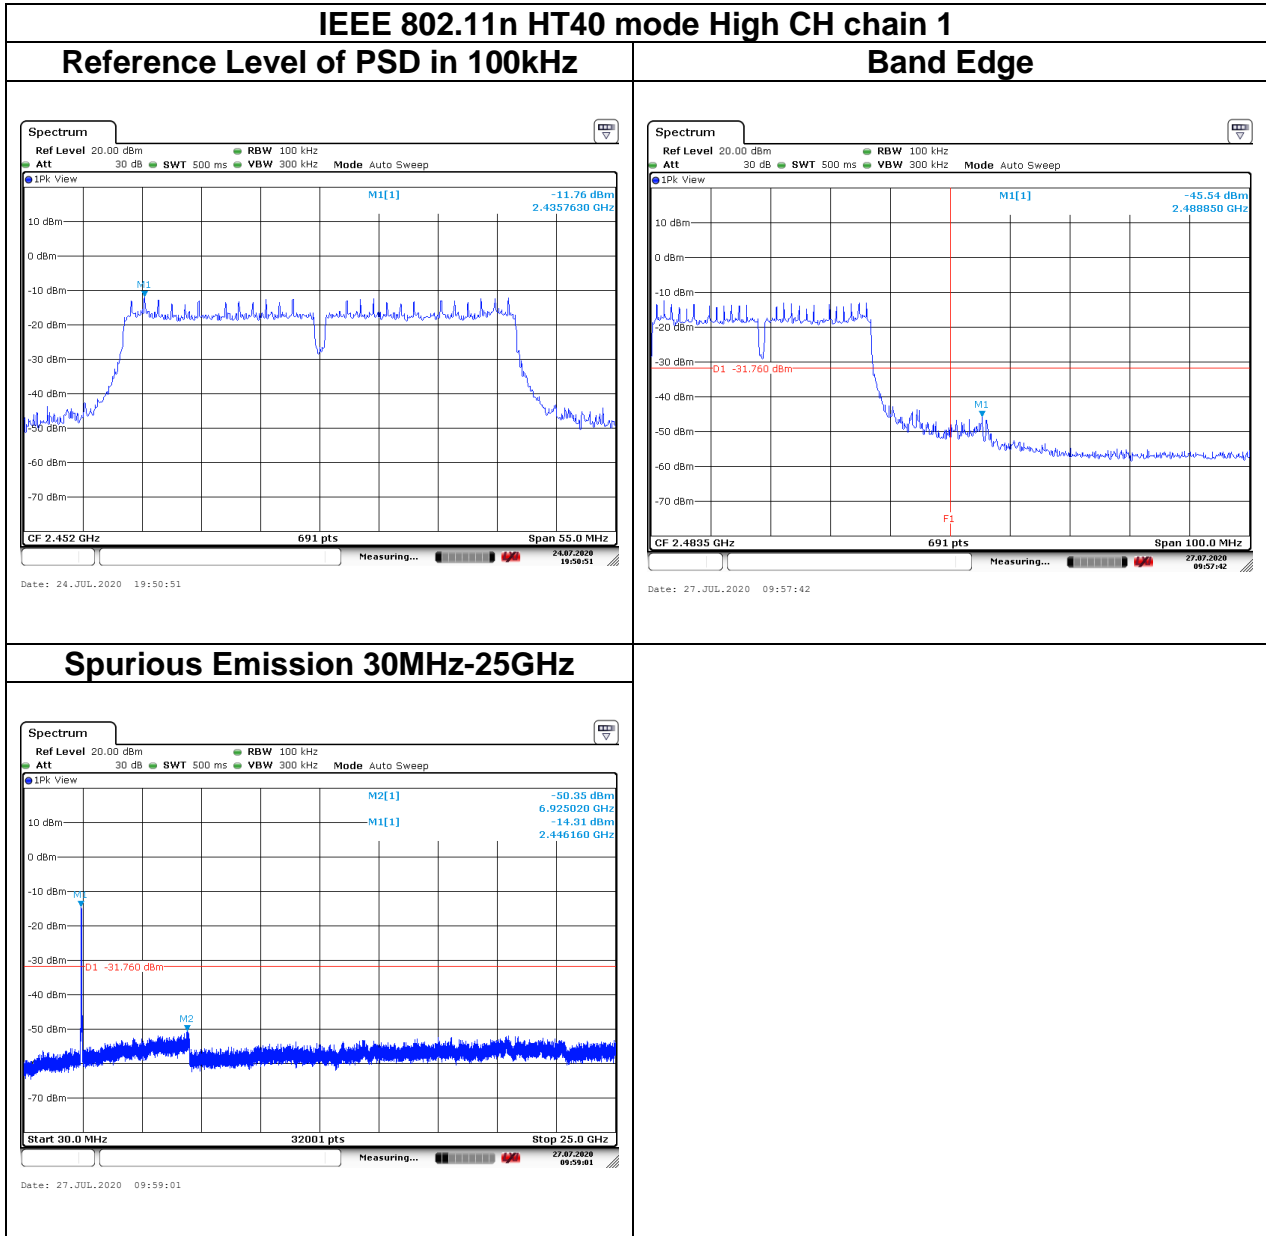 IEEE 802.11n HT40 mode High CH chain 1
Reference Level of PSD in 100kHz
Band Edge
Spectrum
Ref Level 20.00 dBm RBW 100 kHz
Att 30 dB SWT 500 ms VBW 300 kHz Mode Auto Sweep
1Pk View
M1[1] -11.76 dBm
2.4357630 GHz
10 dBm
0 dBm
M1
-10 dBm
-20 dBm
-30 dBm
-40 dBm
-50 dBm
-60 dBm
-70 dBm
CF 2.452 GHz 691 pts Span 55.0 MHz
Measuring... 24.07.2020
19:50:51
Date: 24.JUL.2020 19:50:51
Spectrum
Ref Level 20.00 dBm RBW 100 kHz
Att 30 dB SWT 500 ms VBW 300 kHz Mode Auto Sweep
1Pk View
M1[1] -45.54 dBm
2.488850 GHz
10 dBm
0 dBm
-10 dBm
-20 dBm
-30 dBm
D1 -31.760 dBm
-40 dBm
M1
-50 dBm
-60 dBm
-70 dBm
F1
CF 2.4835 GHz 691 pts Span 100.0 MHz
Measuring... 27.07.2020
09:57:42
Date: 27.JUL.2020 09:57:42
Spurious Emission 30MHz-25GHz
Spectrum
Ref Level 20.00 dBm RBW 100 kHz
Att 30 dB SWT 500 ms VBW 300 kHz Mode Auto Sweep
1Pk View
M2[1] -50.35 dBm
6.925020 GHz
M1[1] -14.31 dBm
2.446160 GHz
10 dBm
0 dBm
-10 dBm
M1
-20 dBm
-30 dBm
D1 -31.760 dBm
-40 dBm
M2
-50 dBm
-70 dBm
Start 30.0 MHz 32001 pts Stop 25.0 GHz
Measuring... 27.07.2020
09:59:01
Date: 27.JUL.2020 09:59:01